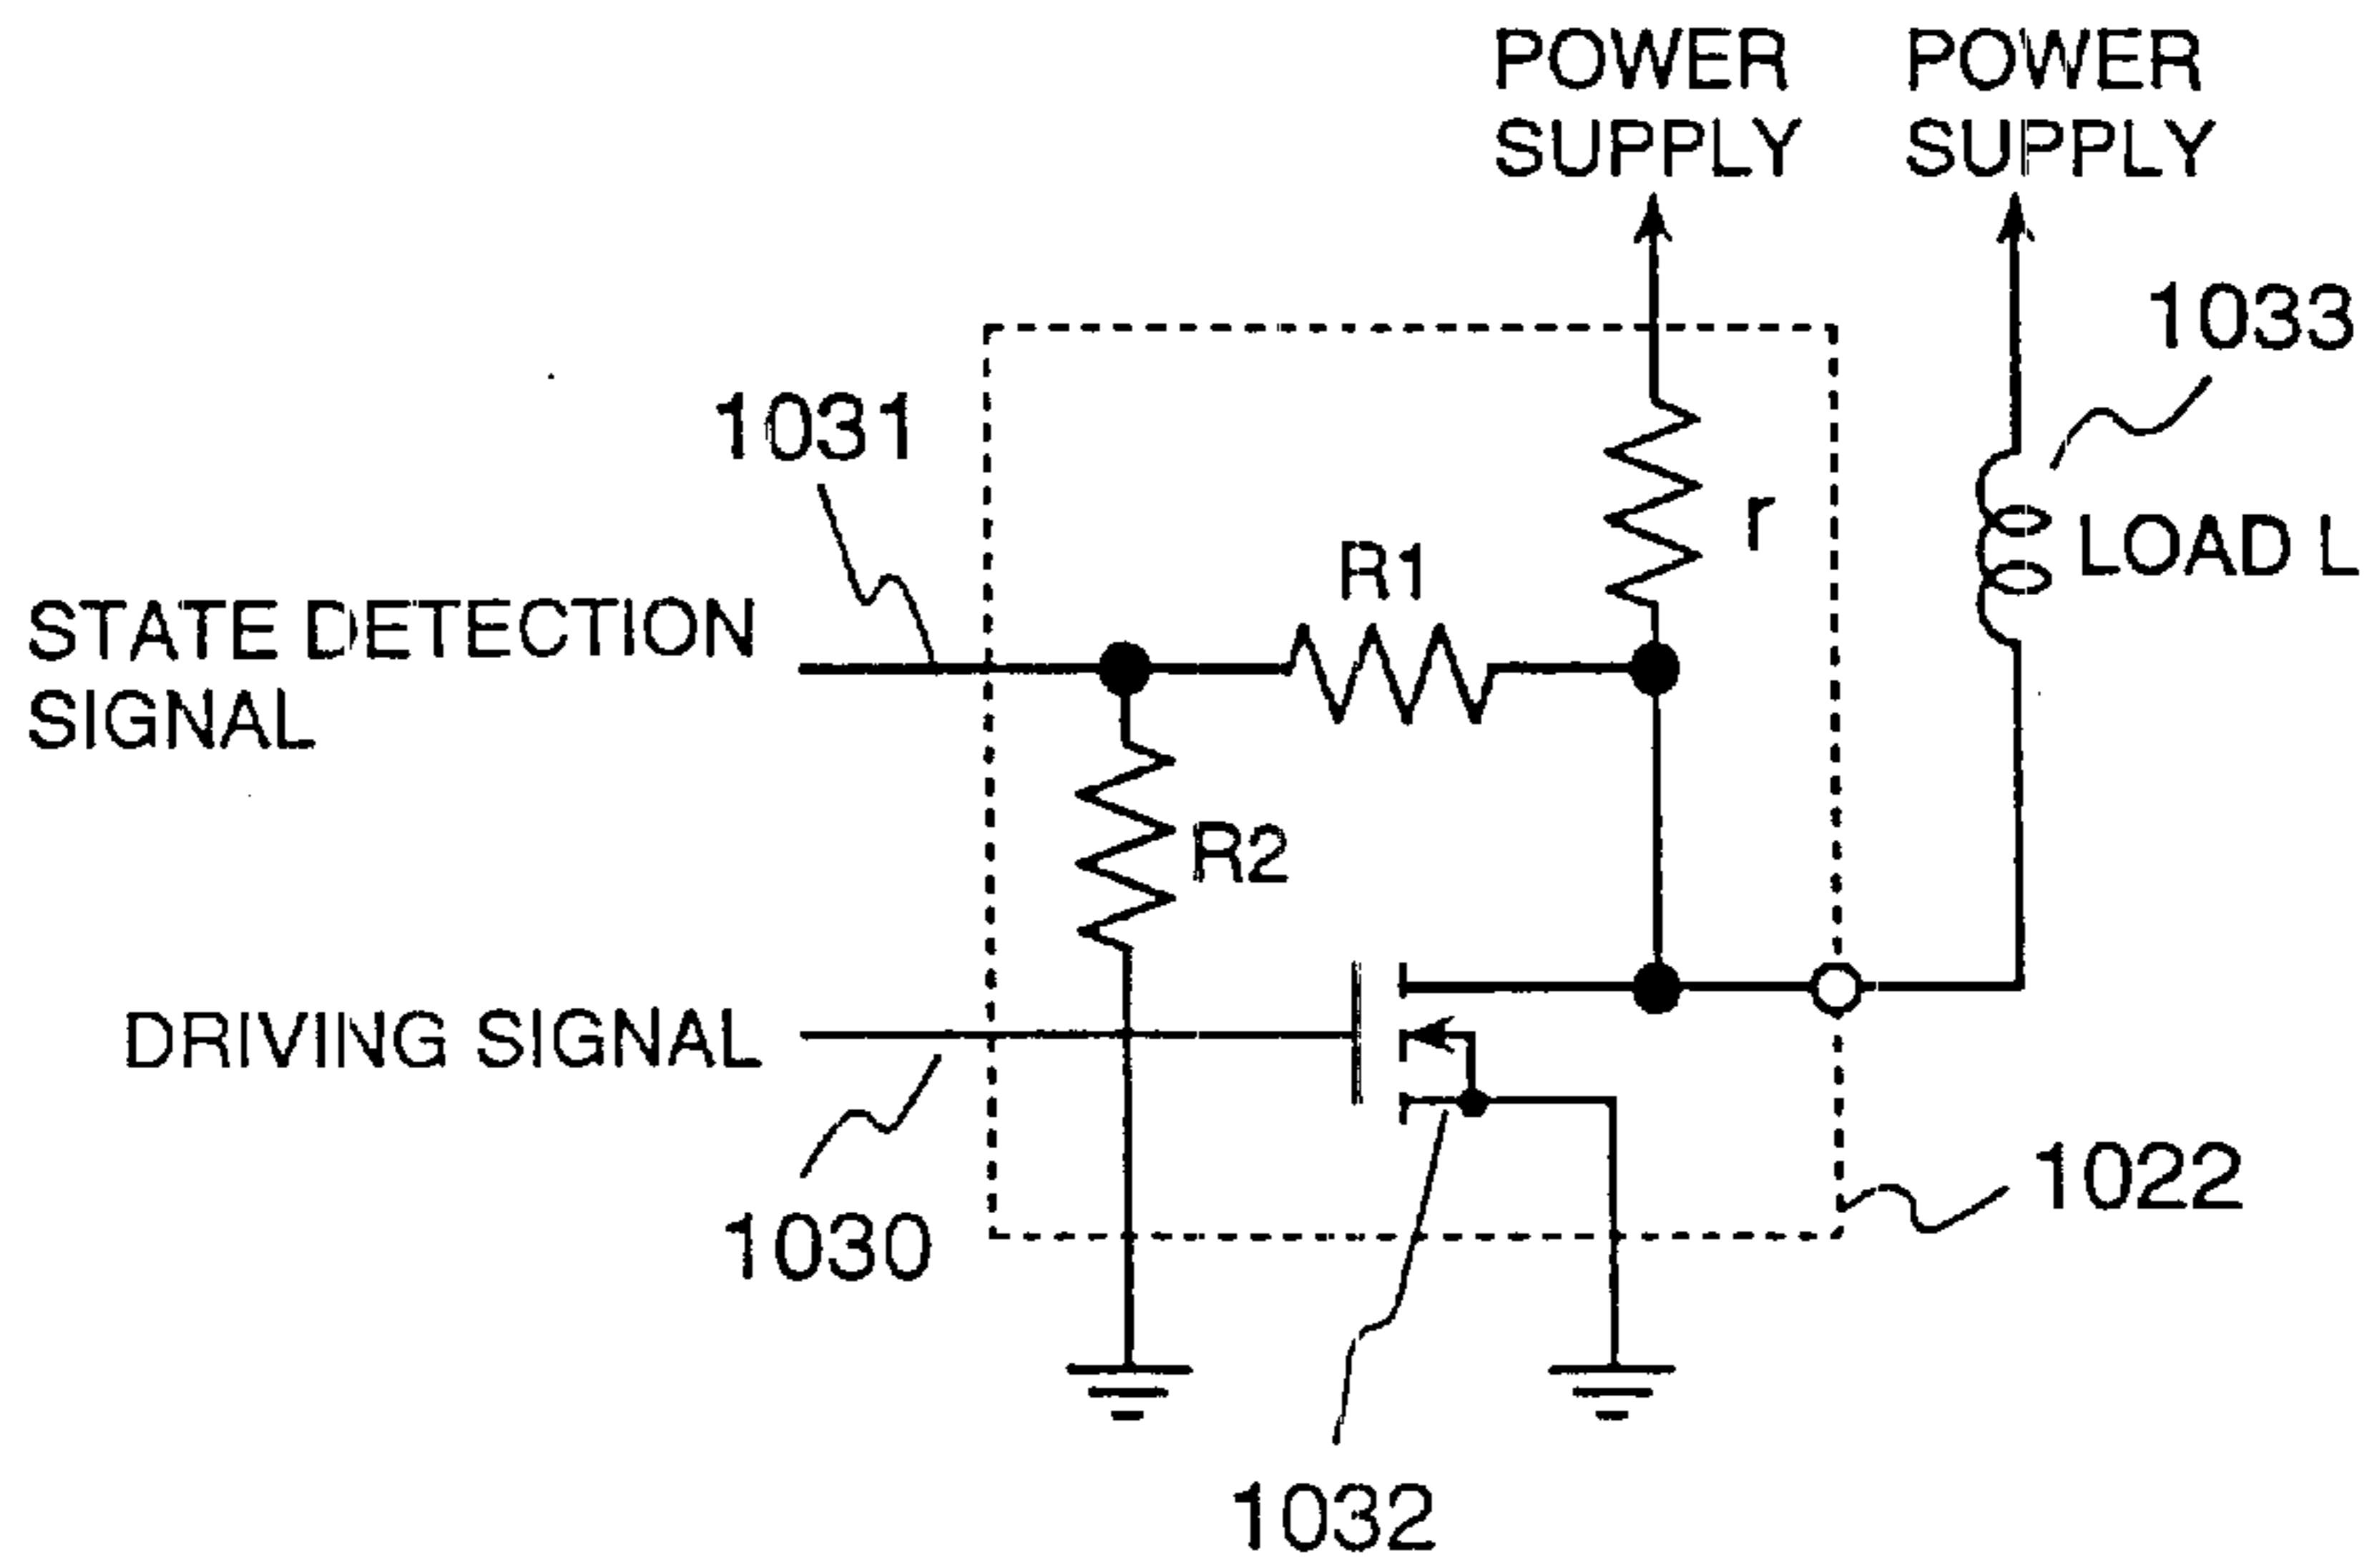 POWER
SUPPLY
POWER
SUPPLY
1033
1031
r
LOAD L
R1
STATE DETECTION
SIGNAL
R2
DRIVING SIGNAL
1030
1022
1032